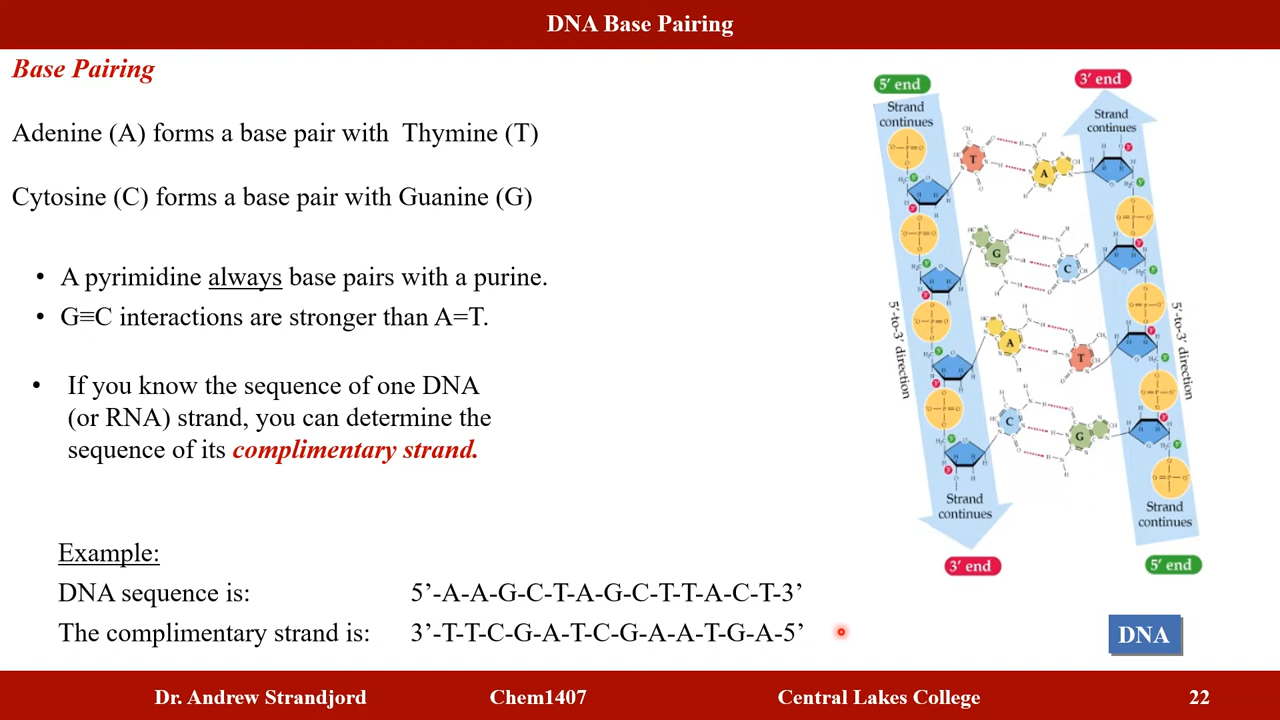 DNA Base Pairing
Base Pairing
Adenine (A) forms a base pair with Thymine (T)
Cytosine (C) forms a base pair with Guanine (G)
• A pyrimidine always base pairs with a purine.
• G≡C interactions are stronger than A=T.
• If you know the sequence of one DNA
(or RNA) strand, you can determine the
sequence of its complimentary strand.
Example:
DNA sequence is: 5’-A-A-G-C-T-A-G-C-T-T-A-C-T-3’
The complimentary strand is: 3’-T-T-C-G-A-T-C-G-A-A-T-G-A-5’
5′ end
3′ end
Strand
continues
Strand
continues
T
A
G
C
A
T
C
G
5′-to-3′ direction
5′-to-3′ direction
Strand
continues
Strand
continues
3′ end
5′ end
DNA
Dr. Andrew Strandjord Chem1407 Central Lakes College 22